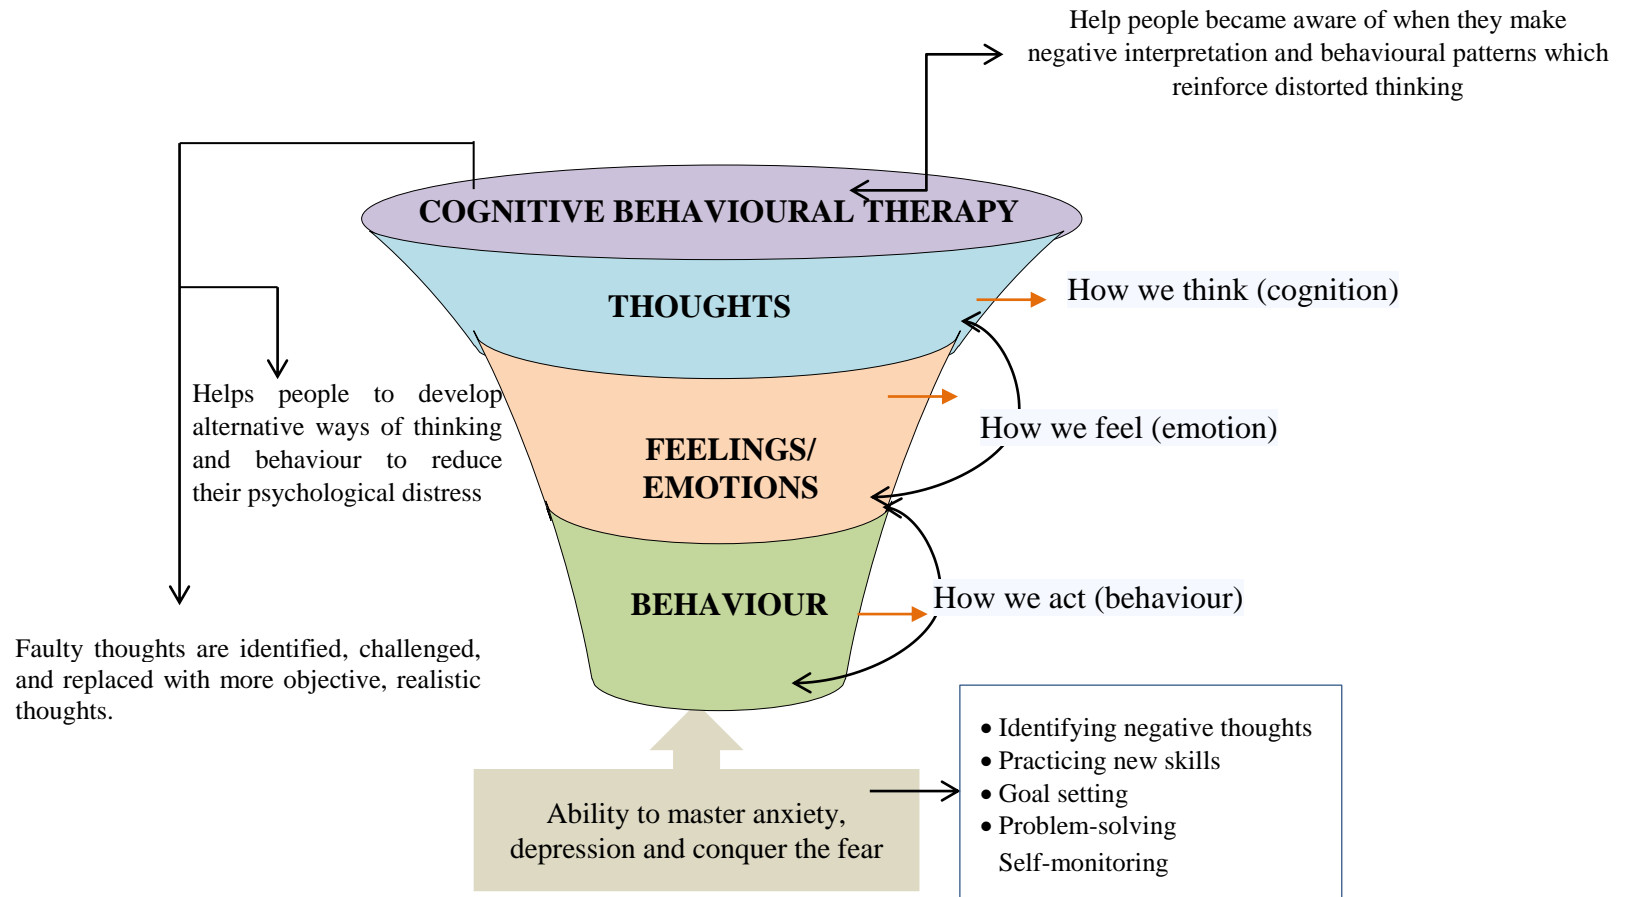 Help people became aware of when they make
negative interpretation and behavioural patterns which
reinforce distorted thinking
COGNITIVE BEHAVIOURAL THERAPY
THOUGHTS
How we think (cognition)
Helps people to develop
alternative ways of thinking
and behaviour to reduce
their psychological distress
FEELINGS/
EMOTIONS
How we feel (emotion)
BEHAVIOUR
How we act (behaviour)
Faulty thoughts are identified, challenged,
and replaced with more objective, realistic
thoughts.
Ability to master anxiety,
depression and conquer the fear
• Identifying negative thoughts
• Practicing new skills
• Goal setting
• Problem-solving
Self-monitoring